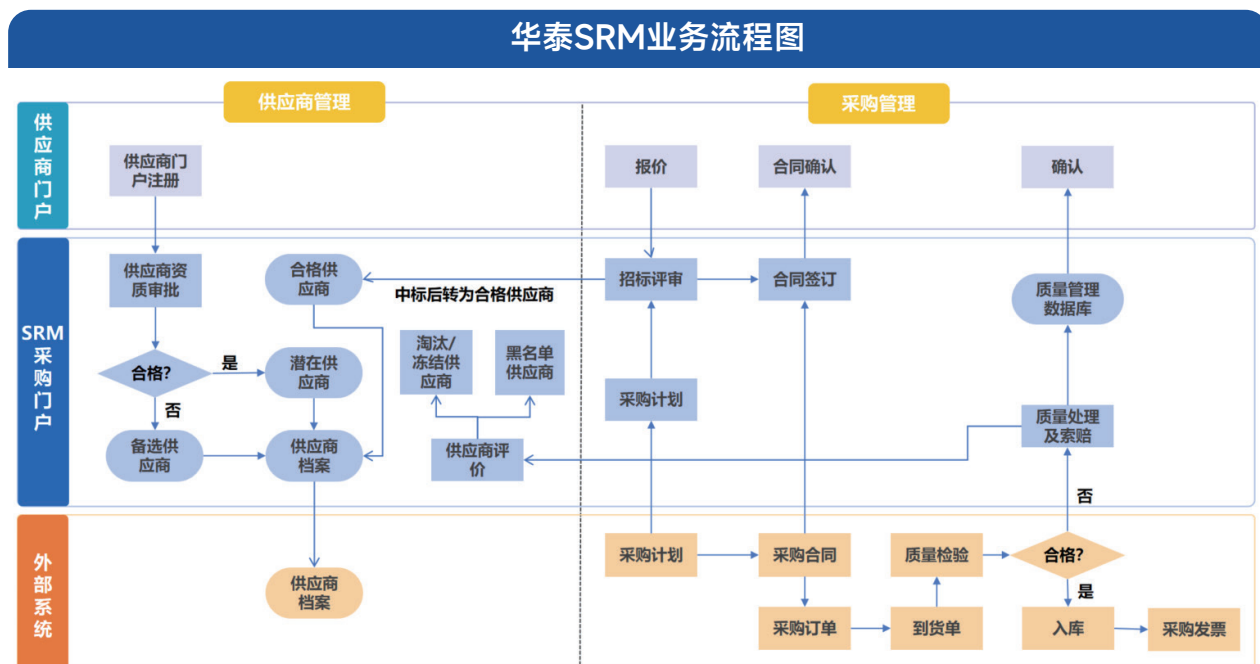 华泰SRM业务流程图
供应商管理
采购管理
供
应
商
门
户
供应商门
户注册
报价
合同确认
确认
SRM
采
购
门
户
供应商资
质审批
合格供
应商
中标后转为合格供应商
招标评审
合同签订
质量管理
数据库
合格?
是
否
潜在供
应商
淘汰/
冻结供
应商
黑名单
供应商
采购计划
备选供
应商
供应商
档案
供应商评
价
质量处理
及索赔
否
外
部
系
统
供应商
档案
采购计划
采购合同
质量检验
合格?
是
采购订单
到货单
入库
采购发票